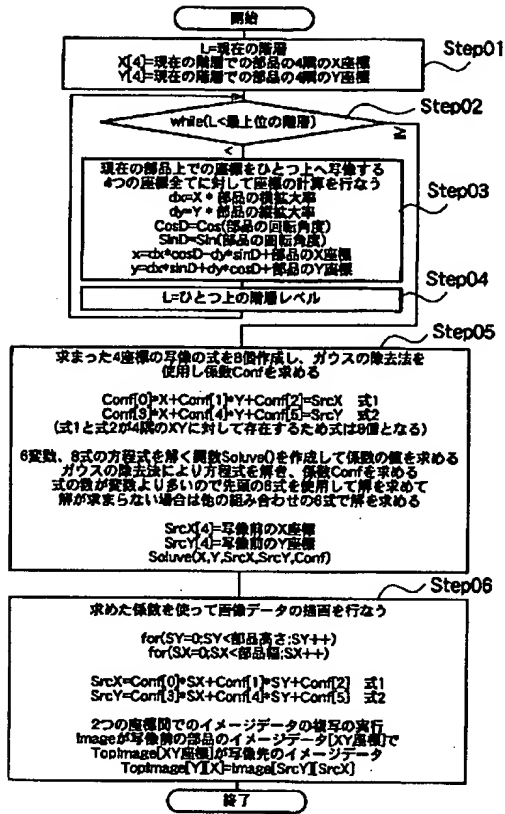 開始
L=現在の階層
X[4]=現在の階層での部品の4隅のX座標
Y[4]=現在の階層での部品の4隅のY座標
Step01
Step02
while(L<最上位の階層)
≧
<
現在の部品上での座標をひとつ上へ写像する
4つの座標全てに対して座標の計算を行なう
dx=X * 部品の横拡大率
dy=Y * 部品の縦拡大率
CosD=Cos(部品の回転角度)
SinD=Sin(部品の回転角度)
x=dx*cosD-dy*sinD+部品のX座標
y=dx*sinD+dy*cosD+部品のY座標
Step03
Step04
L=ひとつ上の階層レベル
Step05
求まった4座標の写像の式を8個作成し、ガウスの除去法を
使用し係数Confを求める
Conf[0]*X+Conf[1]*Y+Conf[2]=SrcX 式1
Conf[3]*X+Conf[4]*Y+Conf[5]=SrcY 式2
(式1と式2が4隅のXYに対して存在するため式は8個となる)
6変数、8式の方程式を解く関数Soluve()を作成して係数の値を求める
ガウスの除去法により方程式を解き、係数Confを求める
式の数が変数より多いので先頭の6式を使用して解を求めて
解が求まらない場合は他の組み合わせの6式で解を求める
SrcX[4]=写像前のX座標
SrcY[4]=写像前のY座標
Soluve(X,Y,SrcX,SrcY,Conf)
Step06
求めた係数を使って画像データの描画を行なう
for(SY=0;SY<部品高さ;SY++)
for(SX=0;SX<部品幅;SX++)
SrcX=Conf[0]*SX+Conf[1]*SY+Conf[2] 式1
SrcY=Conf[3]*SX+Conf[4]*SY+Conf[5] 式2
2つの座標間でのイメージデータの複写の実行
Imageが写像前の部品のイメージデータ[XY座標]で
TopImage[XY座標]が写像先のイメージデータ
TopImage[Y][X]=Image[SrcY][SrcX]
終了